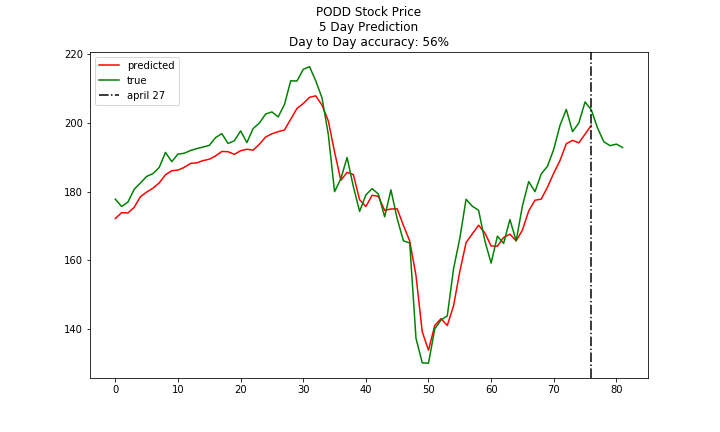 PODD Stock Price
5 Day Prediction
Day to Day accuracy: 56%
220
predicted
true
april 27
200
180
160
140
0 10 20 30 40 50 60 70 80